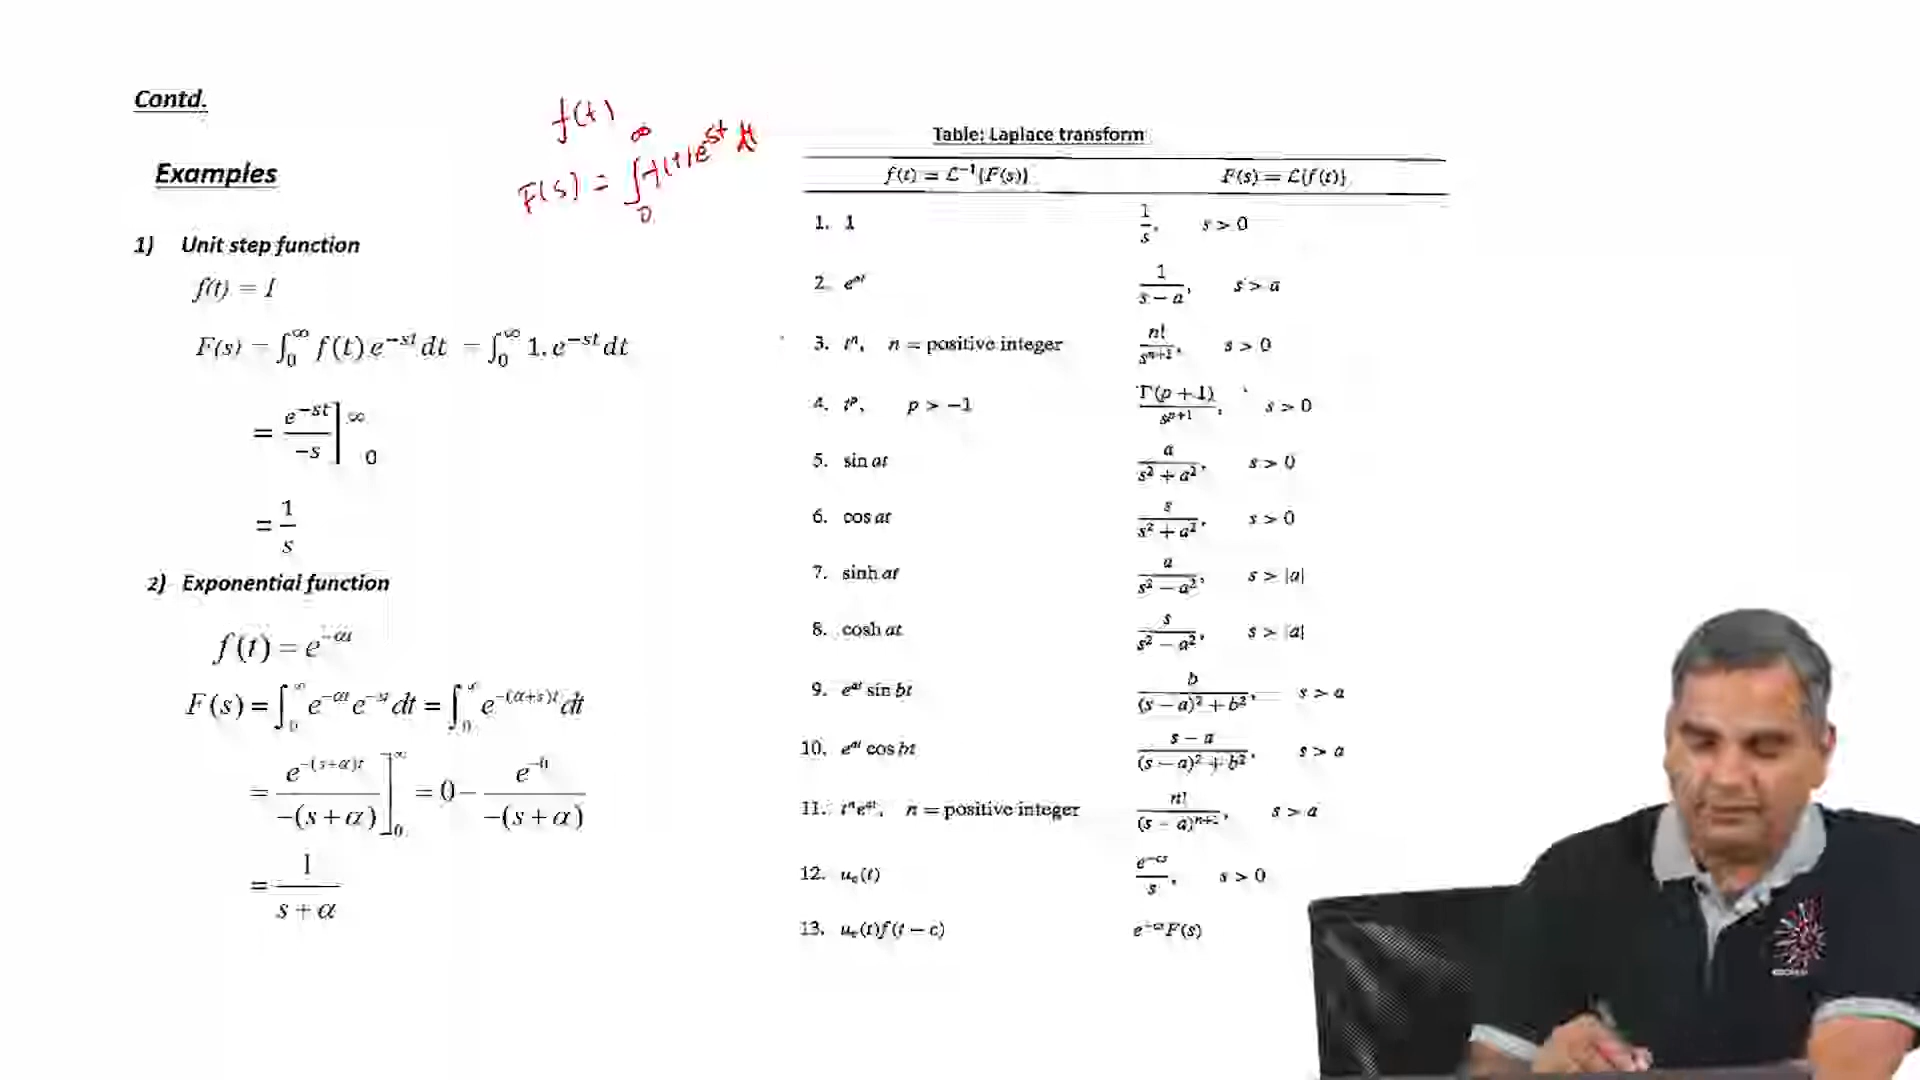 Contd.
Examples
f(t)
F(s) = ∫₀^∞ f(t) e^st dt
1) Unit step function
f(t) = 1
F(s) = ∫₀^∞ f(t) e^−st dt = ∫₀^∞ 1. e^−st dt
= e^−st / −s ]₀^∞
= 1/s
2) Exponential function
f(t) = e^−αt
F(s) = ∫₀^∞ e^−αt e^−st dt = ∫₀^∞ e^−(α+s)t dt
= e^−(s+α)t / −(s+α) ]₀^∞ = 0 − e^−0 / −(s+α)
= 1 / s+α
Table: Laplace transform
f(t) = ℒ⁻¹{F(s)} F(s) = ℒ{f(t)}
1. 1 1/s, s > 0
2. e^at 1/(s − a), s > a
3. t^n, n = positive integer n!/s^(n+1), s > 0
4. t^p, p > −1 Γ(p + 1)/s^(p+1), s > 0
5. sin at a/(s² + a²), s > 0
6. cos at s/(s² + a²), s > 0
7. sinh at a/(s² − a²), s > |a|
8. cosh at s/(s² − a²), s > |a|
9. e^at sin bt b/((s − a)² + b²), s > a
10. e^at cos bt (s − a)/((s − a)² + b²), s > a
11. t^n e^at, n = positive integer n!/(s − a)^(n+1), s > a
12. u_c(t) e^−cs/s, s > 0
13. u_c(t)f(t − c) e^−cs F(s)